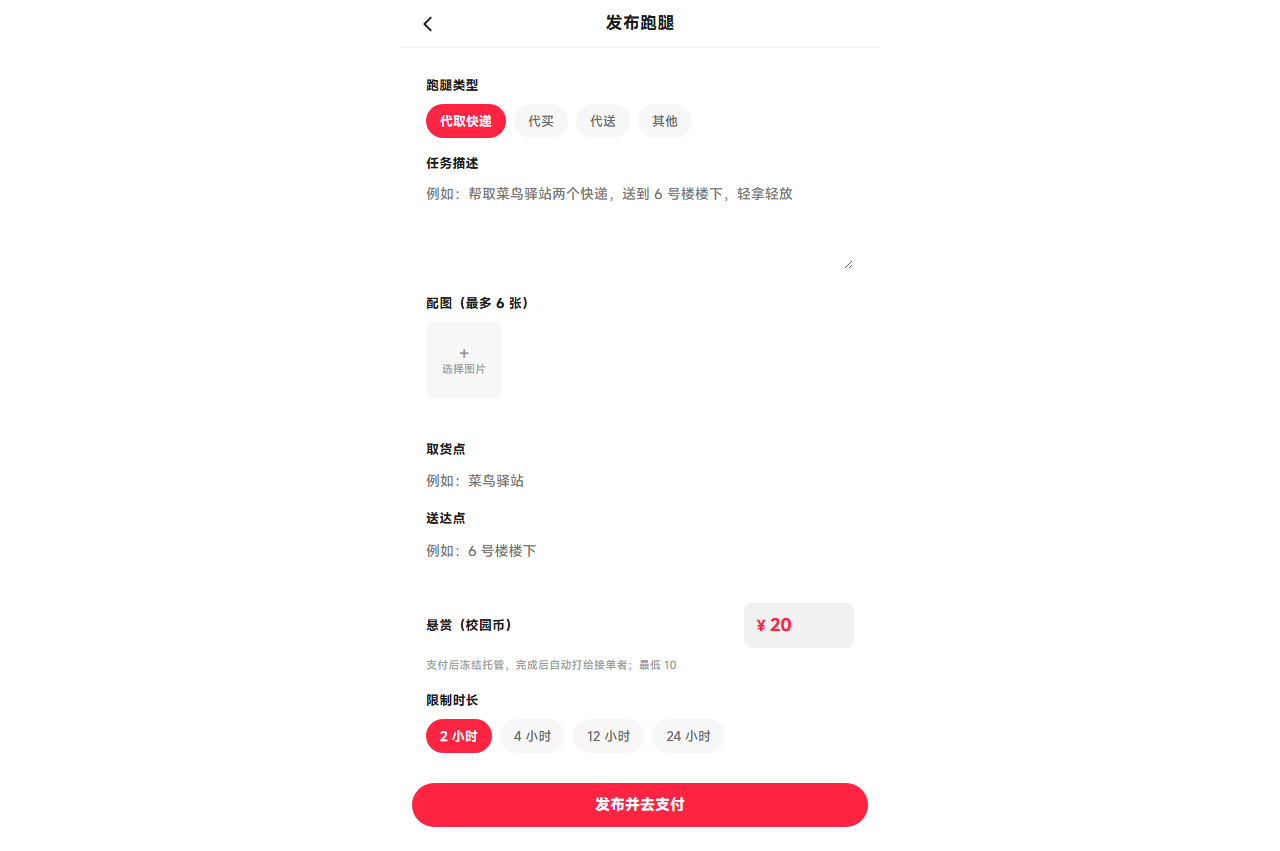 发布跑腿
跑腿类型
代取快递 代买 代送 其他
任务描述
例如：帮取菜鸟驿站两个快递，送到 6 号楼楼下，轻拿轻放
配图（最多 6 张）
+
选择图片
取货点
例如：菜鸟驿站
送达点
例如：6 号楼楼下
悬赏（校园币） ¥ 20
支付后冻结托管，完成后自动打给接单者；最低 10
限制时长
2 小时 4 小时 12 小时 24 小时
发布并去支付